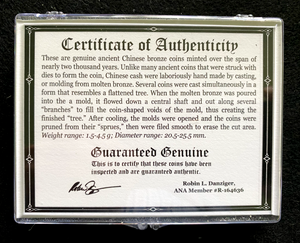 Certificate of Authenticity
These are genuine ancient Chinese bronze coins minted over the span of
nearly two thousand years. Unlike many ancient coins that were struck with
dies to form the coin, Chinese cash were laboriously hand made by casting,
or molding from molten bronze. Several coins were cast simultaneously in a
form that resembles a flattened tree. When the molten bronze was poured
into the a mold, it flowed down a central shaft and out along several
"branches" to fill the coin-shaped voids of the mold, thus creating the
finished "tree." After cooling, the molds were opened and the coins were
pruned from their "sprues," then were filed smooth to erase the cut area.
Weight range: 1.5-4.5 g; Diameter range: 20.5-25.5 mm.
Guaranteed Genuine
This is to certify that these coins have been
inspected and are guaranteed authentic.
Robin L. Danziger,
ANA Member #R-164636